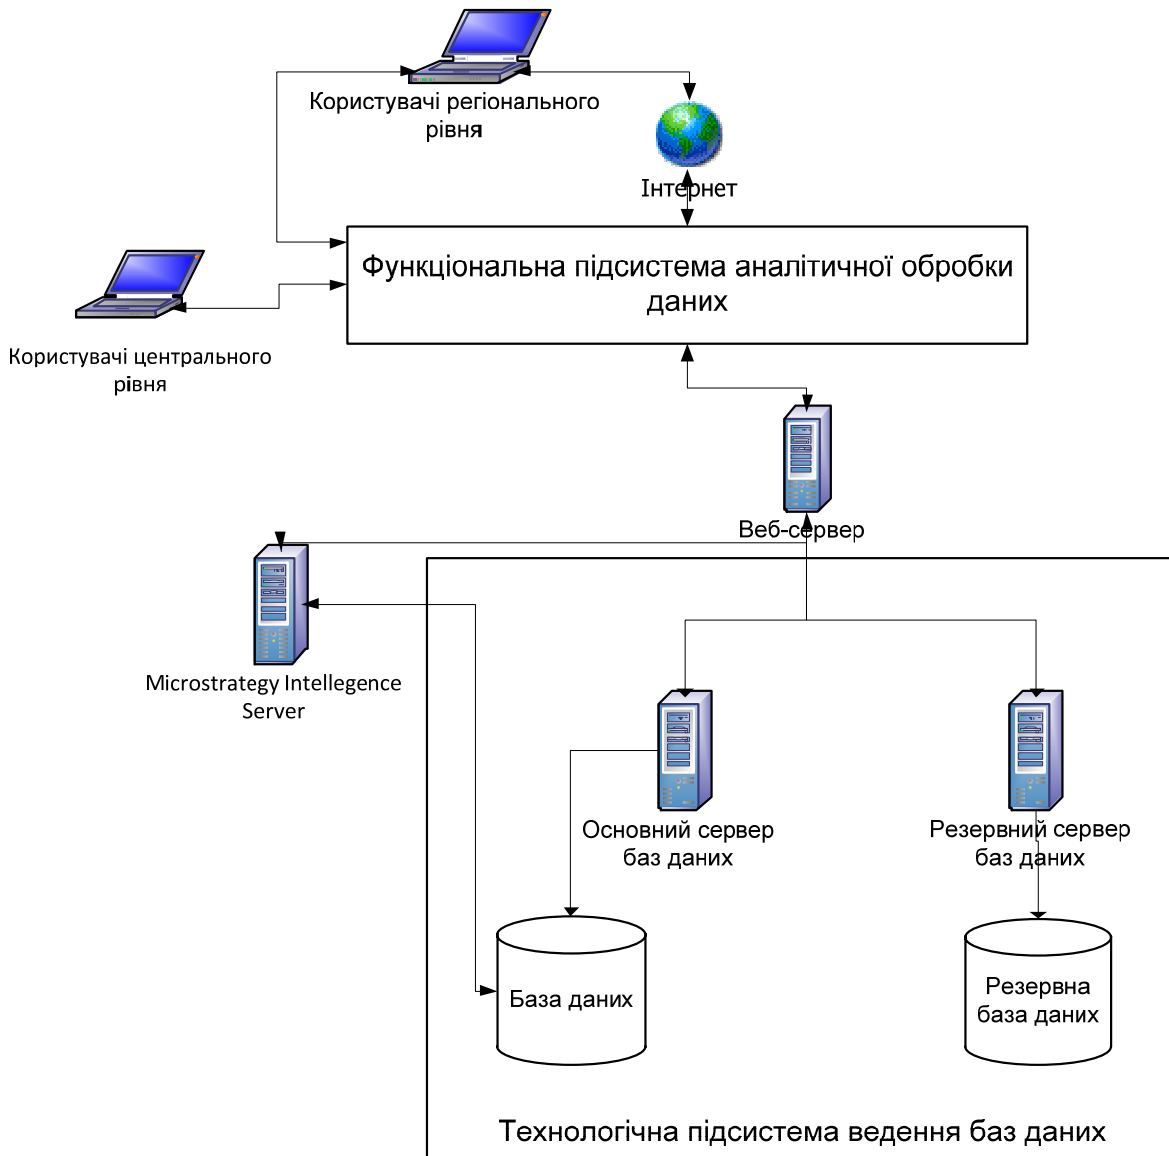 Користувачі регіонального
рівня
Інтернет
Функціональна підсистема аналітичної обробки
даних
Користувачі центрального
рівня
Веб-сервер
Microstrategy Intellegence
Server
Основний сервер
баз даних
Резервний сервер
баз даних
База даних
Резервна
база даних
Технологічна підсистема ведення баз даних